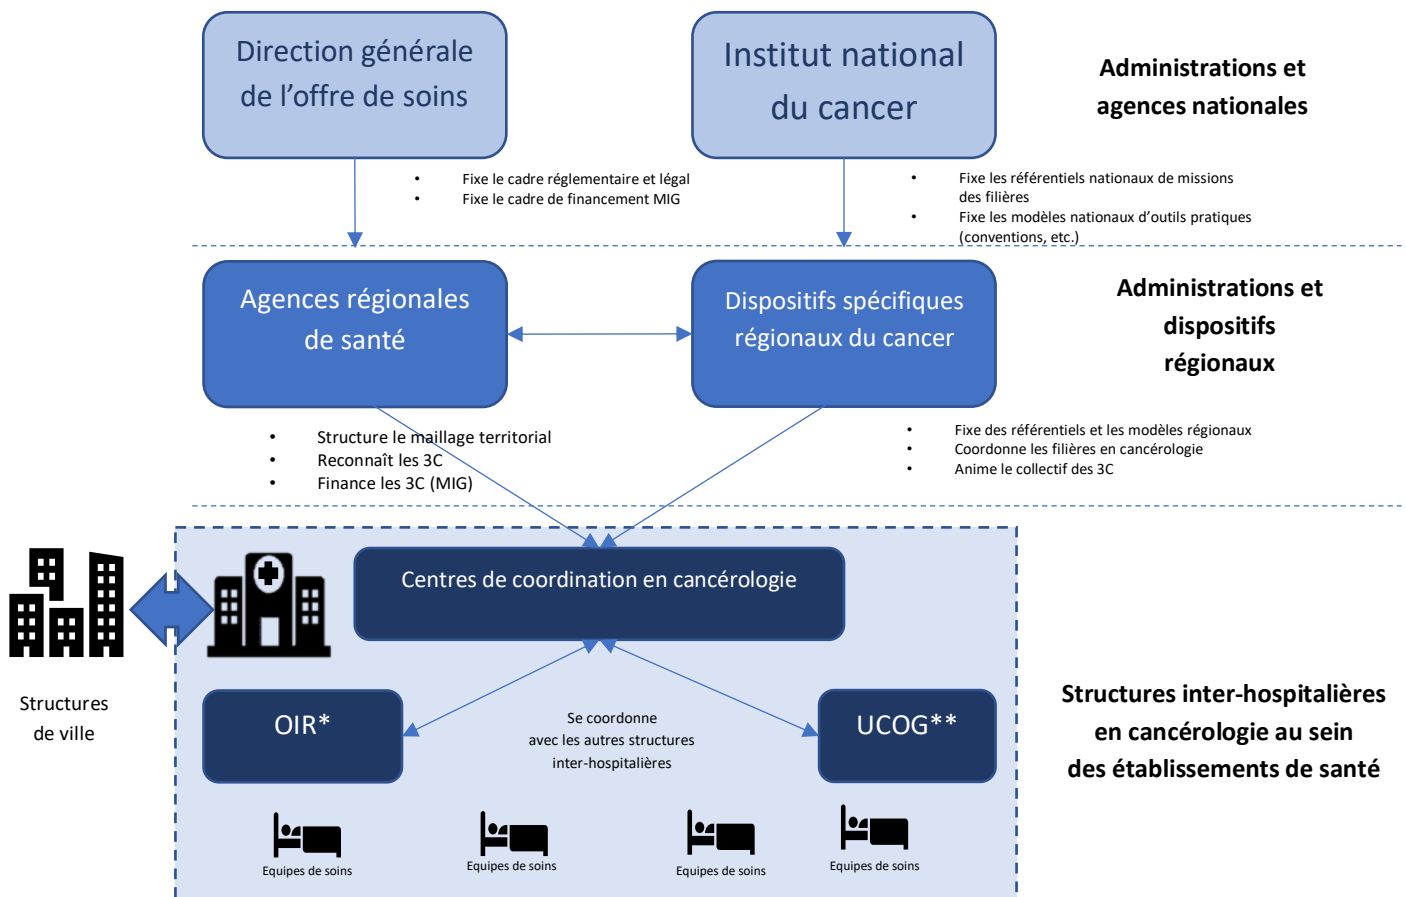 Direction générale
de l’offre de soins
Institut national
du cancer
Administrations et
agences nationales
• Fixe le cadre réglementaire et légal
• Fixe le cadre de financement MIG
• Fixe les référentiels nationaux de missions
des filières
• Fixe les modèles nationaux d’outils pratiques
(conventions, etc.)
Agences régionales
de santé
Dispositifs spécifiques
régionaux du cancer
Administrations et
dispositifs
régionaux
• Structure le maillage territorial
• Reconnaît les 3C
• Finance les 3C (MIG)
• Fixe des référentiels et les modèles régionaux
• Coordonne les filières en cancérologie
• Anime le collectif des 3C
Centres de coordination en cancérologie
Structures
de ville
OIR*
Se coordonne
avec les autres structures
inter-hospitalières
UCOG**
Structures inter-hospitalières
en cancérologie au sein
des établissements de santé
Equipes de soins
Equipes de soins
Equipes de soins
Equipes de soins